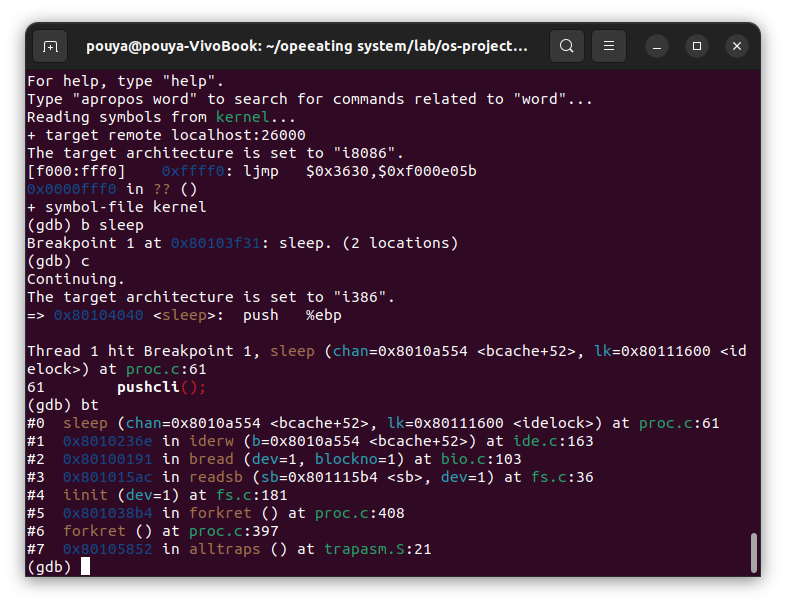 pouya@pouya-VivoBook: ~/opeeating system/lab/os-project...
For help, type "help".
Type "apropos word" to search for commands related to "word"...
Reading symbols from kernel...
+ target remote localhost:26000
The target architecture is set to "i8086".
[f000:fff0]    0xffff0: ljmp   $0x3630,$0xf000e05b
0x0000fff0 in ?? ()
+ symbol-file kernel
(gdb) b sleep
Breakpoint 1 at 0x80103f31: sleep. (2 locations)
(gdb) c
Continuing.
The target architecture is set to "i386".
=> 0x80104040 <sleep>:  push   %ebp
Thread 1 hit Breakpoint 1, sleep (chan=0x8010a554 <bcache+52>, lk=0x80111600 <id
elock>) at proc.c:61
61        pushcli();
(gdb) bt
#0  sleep (chan=0x8010a554 <bcache+52>, lk=0x80111600 <idelock>) at proc.c:61
#1  0x8010236e in iderw (b=0x8010a554 <bcache+52>) at ide.c:163
#2  0x80100191 in bread (dev=1, blockno=1) at bio.c:103
#3  0x801015ac in readsb (sb=0x801115b4 <sb>, dev=1) at fs.c:36
#4  iinit (dev=1) at fs.c:181
#5  0x801038b4 in forkret () at proc.c:408
#6  forkret () at proc.c:397
#7  0x80105852 in alltraps () at trapasm.S:21
(gdb)